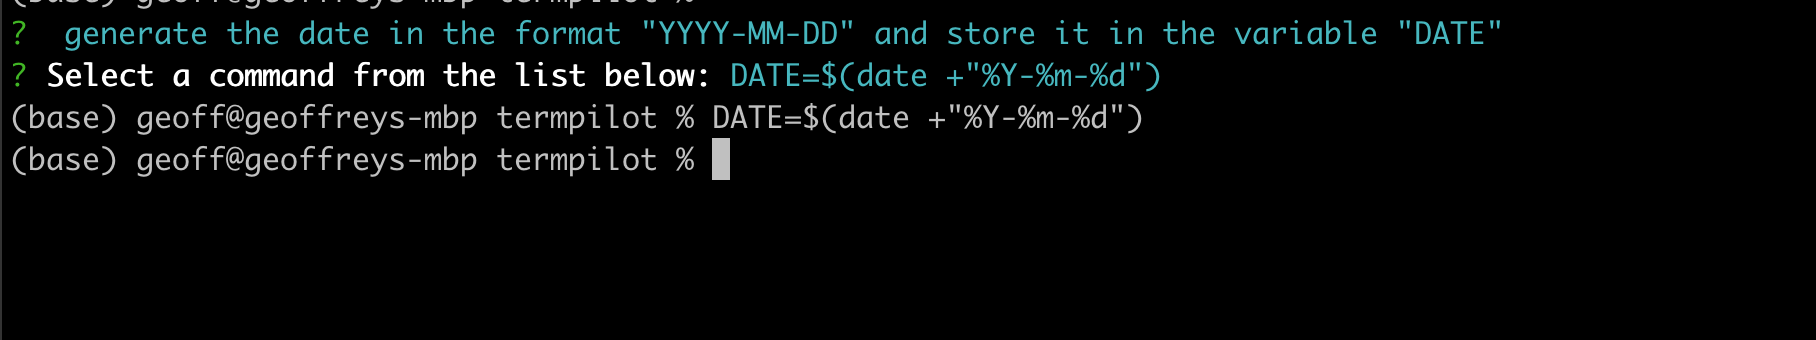 (base) geoff@geoffreys-mbp termpilot %
?  generate the date in the format "YYYY-MM-DD" and store it in the variable "DATE"
? Select a command from the list below: DATE=$(date +"%Y-%m-%d")
(base) geoff@geoffreys-mbp termpilot % DATE=$(date +"%Y-%m-%d")
(base) geoff@geoffreys-mbp termpilot %